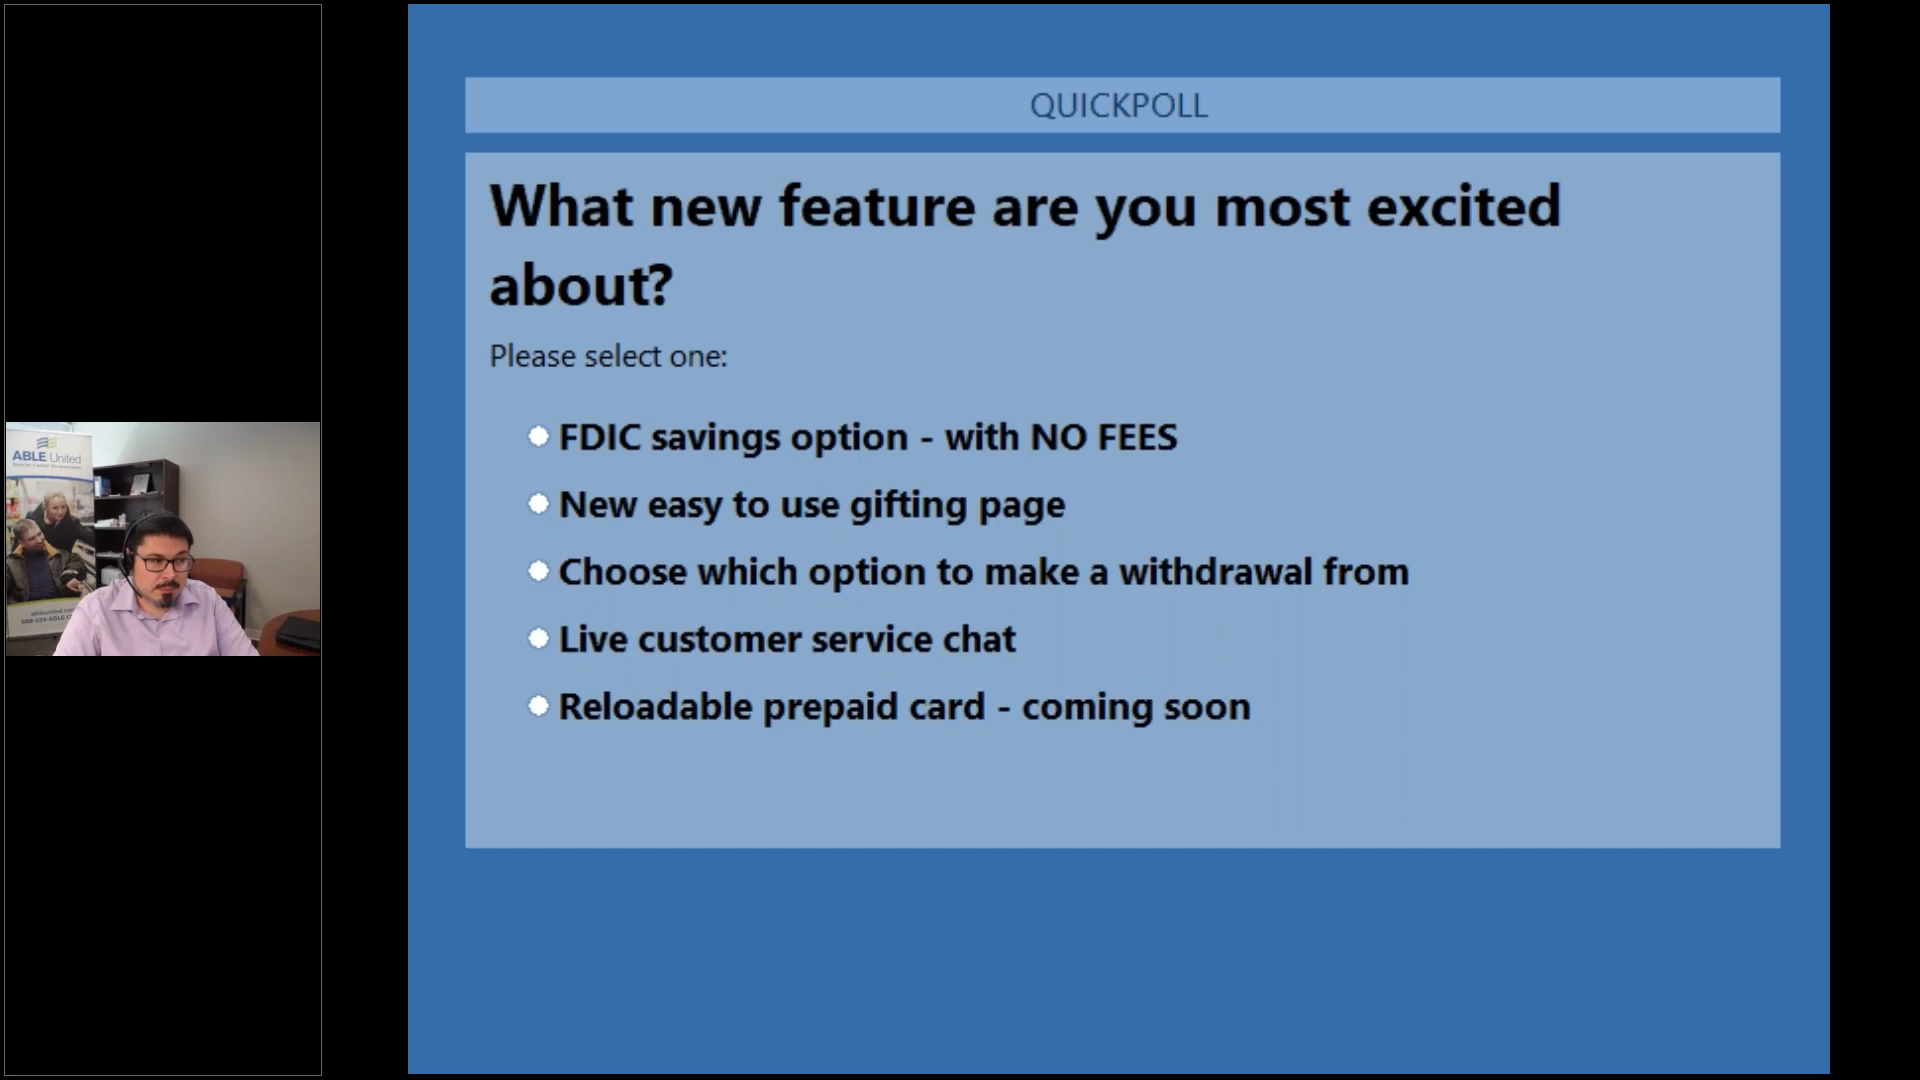 QUICKPOLL
What new feature are you most excited
about?
Please select one:
FDIC savings option - with NO FEES
New easy to use gifting page
Choose which option to make a withdrawal from
Live customer service chat
Reloadable prepaid card - coming soon
ABLE United